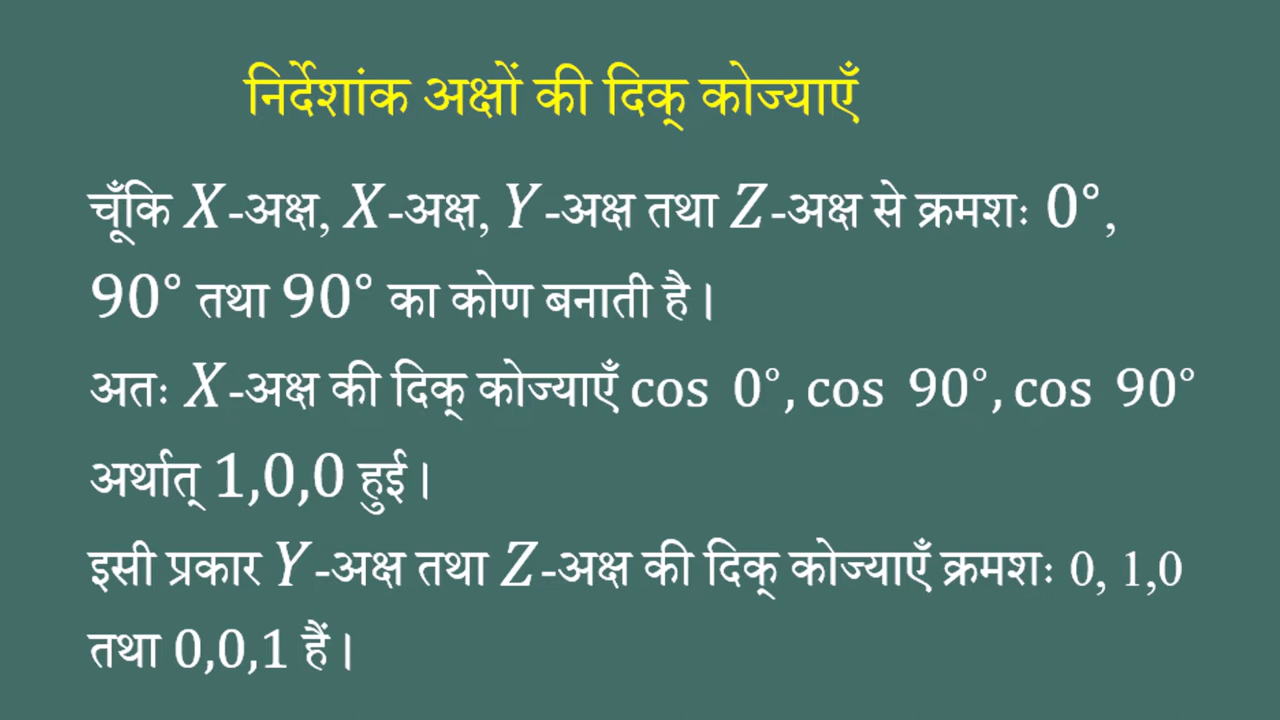 निर्देशांक अक्षों की दिक् कोज्याएँ
चूँकि X-अक्ष, X-अक्ष, Y-अक्ष तथा Z-अक्ष से क्रमशः 0°,
90° तथा 90° का कोण बनाती है।
अतः X-अक्ष की दिक् कोज्याएँ cos 0°, cos 90°, cos 90°
अर्थात् 1,0,0 हुई।
इसी प्रकार Y-अक्ष तथा Z-अक्ष की दिक् कोज्याएँ क्रमशः 0, 1,0
तथा 0,0,1 हैं।